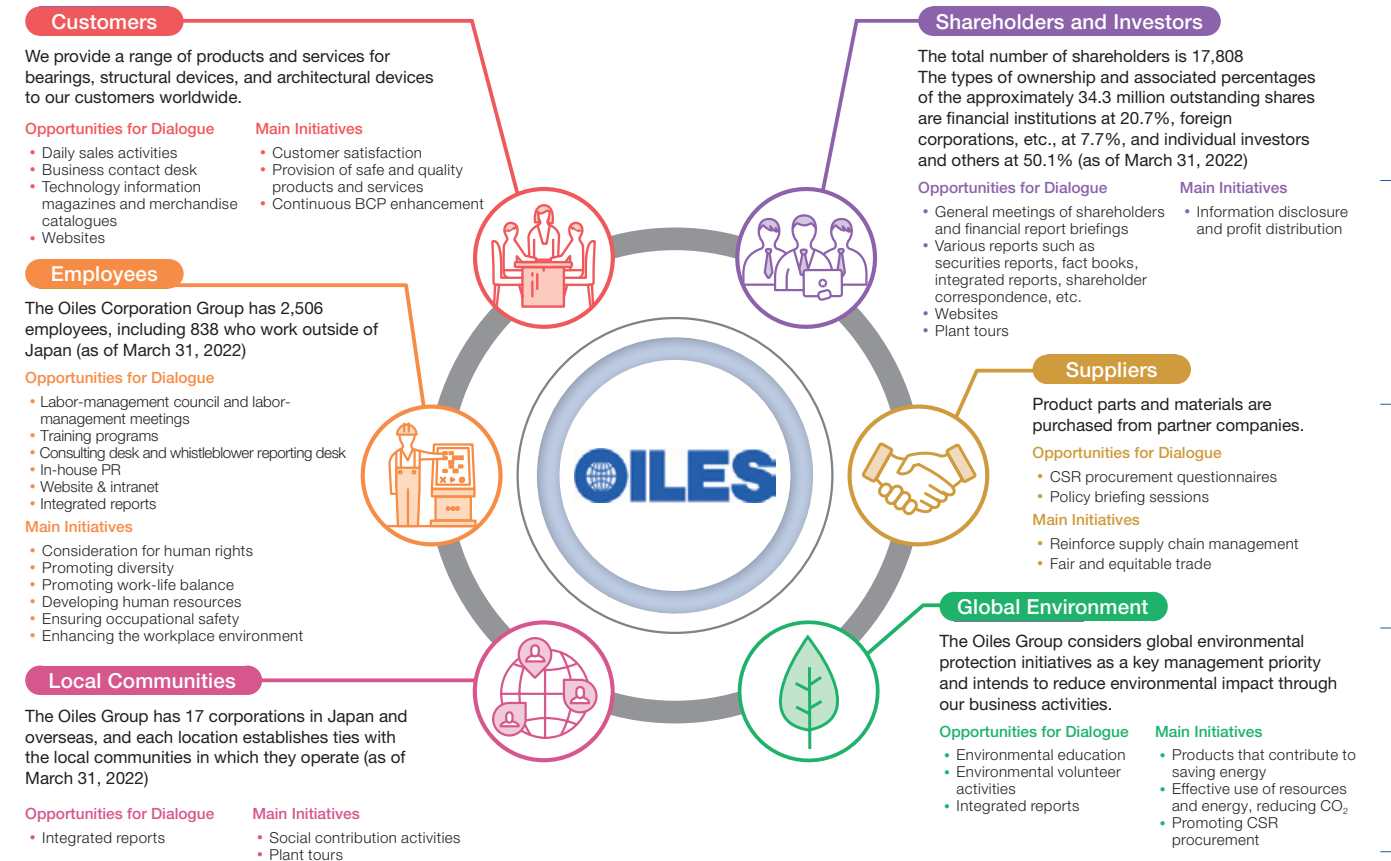 Customers
We provide a range of products and services for
bearings, structural devices, and architectural devices
to our customers worldwide.
Opportunities for Dialogue
• Daily sales activities
• Business contact desk
• Technology information
magazines and merchandise
catalogues
• Websites
Main Initiatives
• Customer satisfaction
• Provision of safe and quality
products and services
• Continuous BCP enhancement
Employees
The Oiles Corporation Group has 2,506
employees, including 838 who work outside of
Japan (as of March 31, 2022)
Opportunities for Dialogue
• Labor-management council and labor-
management meetings
• Training programs
• Consulting desk and whistleblower reporting desk
• In-house PR
• Website & intranet
• Integrated reports
Main Initiatives
• Consideration for human rights
• Promoting diversity
• Promoting work-life balance
• Developing human resources
• Ensuring occupational safety
• Enhancing the workplace environment
Local Communities
The Oiles Group has 17 corporations in Japan and
overseas, and each location establishes ties with
the local communities in which they operate (as of
March 31, 2022)
Opportunities for Dialogue
• Integrated reports
Main Initiatives
• Social contribution activities
• Plant tours
OILES
Shareholders and Investors
The total number of shareholders is 17,808
The types of ownership and associated percentages
of the approximately 34.3 million outstanding shares
are financial institutions at 20.7%, foreign
corporations, etc., at 7.7%, and individual investors
and others at 50.1% (as of March 31, 2022)
Opportunities for Dialogue
• General meetings of shareholders
and financial report briefings
• Various reports such as
securities reports, fact books,
integrated reports, shareholder
correspondence, etc.
• Websites
• Plant tours
Main Initiatives
• Information disclosure
and profit distribution
Suppliers
Product parts and materials are
purchased from partner companies.
Opportunities for Dialogue
• CSR procurement questionnaires
• Policy briefing sessions
Main Initiatives
• Reinforce supply chain management
• Fair and equitable trade
Global Environment
The Oiles Group considers global environmental
protection initiatives as a key management priority
and intends to reduce environmental impact through
our business activities.
Opportunities for Dialogue
• Environmental education
• Environmental volunteer
activities
• Integrated reports
Main Initiatives
• Products that contribute to
saving energy
• Effective use of resources
and energy, reducing CO₂
• Promoting CSR
procurement